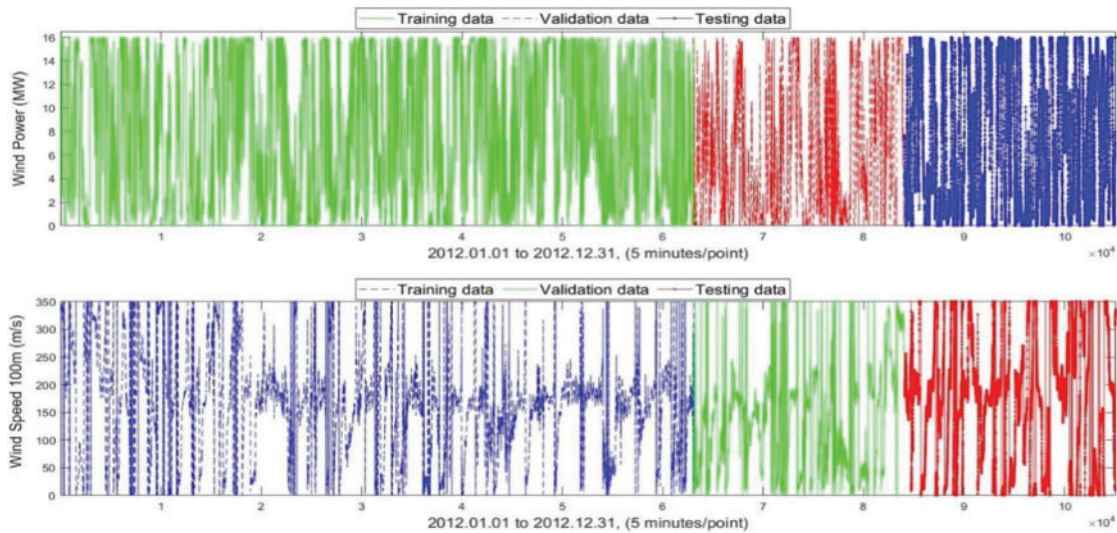 Training data Validation data Testing data
16
14
12
10
8
6
4
2
0
Wind Power (MW)
1 2 3 4 5 6 7 8 9 10
×10⁴
2012.01.01 to 2012.12.31, (5 minutes/point)
Training data Validation data Testing data
350
300
250
200
150
100
50
0
Wind Speed 100m (m/s)
1 2 3 4 5 6 7 8 9 10
×10⁴
2012.01.01 to 2012.12.31, (5 minutes/point)